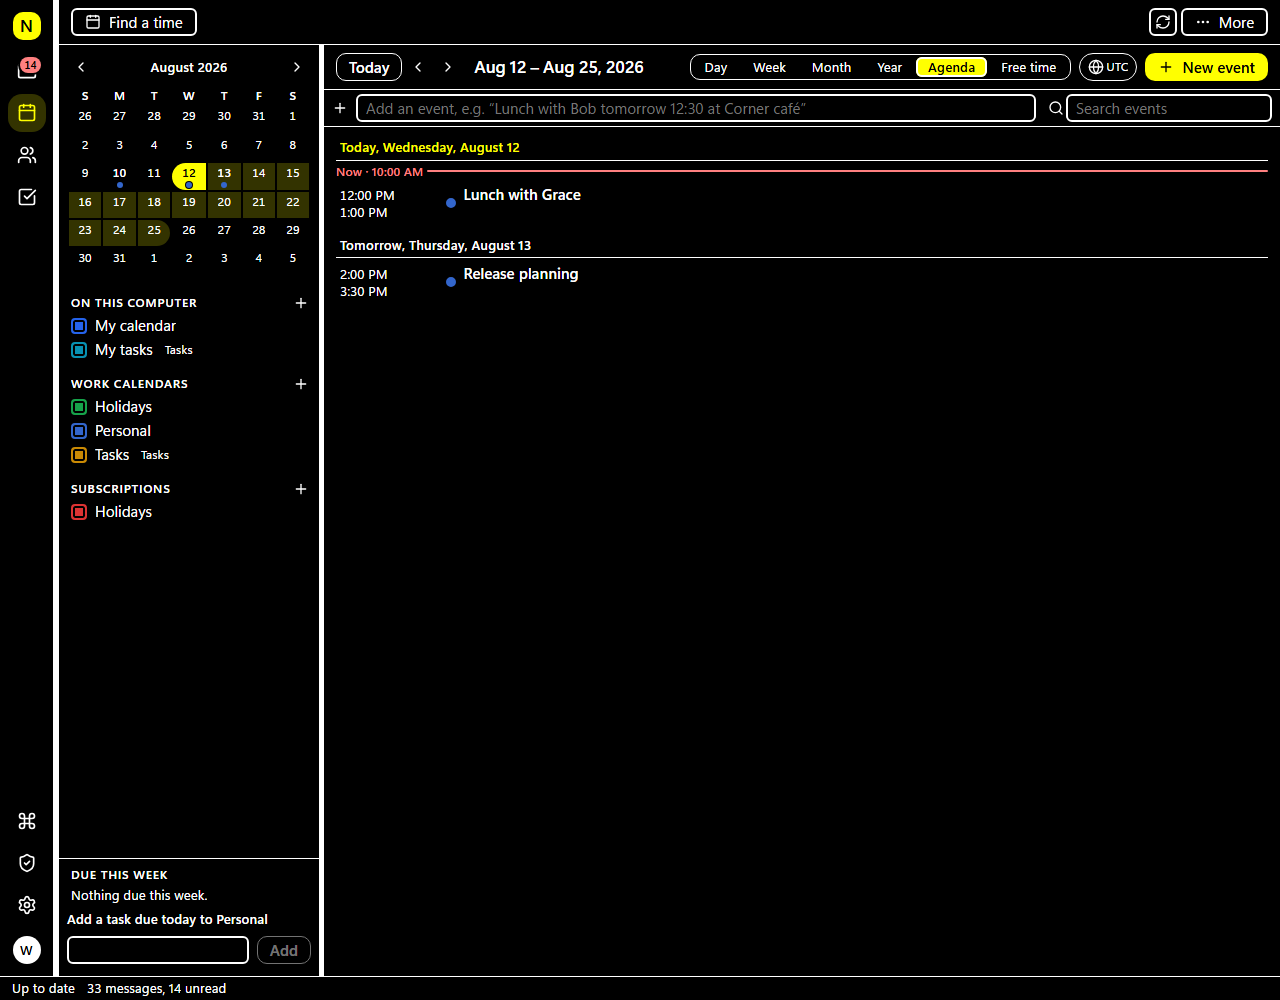 N
Find a time
More
14
August 2026
S M T W T F S
26 27 28 29 30 31 1
2 3 4 5 6 7 8
9 10 11 12 13 14 15
16 17 18 19 20 21 22
23 24 25 26 27 28 29
30 31 1 2 3 4 5
ON THIS COMPUTER
My calendar
My tasks Tasks
WORK CALENDARS
Holidays
Personal
Tasks Tasks
SUBSCRIPTIONS
Holidays
DUE THIS WEEK
Nothing due this week.
Add a task due today to Personal
Add
W
Today
Aug 12 – Aug 25, 2026
Day Week Month Year Agenda Free time
UTC
New event
Add an event, e.g. “Lunch with Bob tomorrow 12:30 at Corner café”
Search events
Today, Wednesday, August 12
Now · 10:00 AM
12:00 PM Lunch with Grace
1:00 PM
Tomorrow, Thursday, August 13
2:00 PM Release planning
3:30 PM
Up to date 33 messages, 14 unread